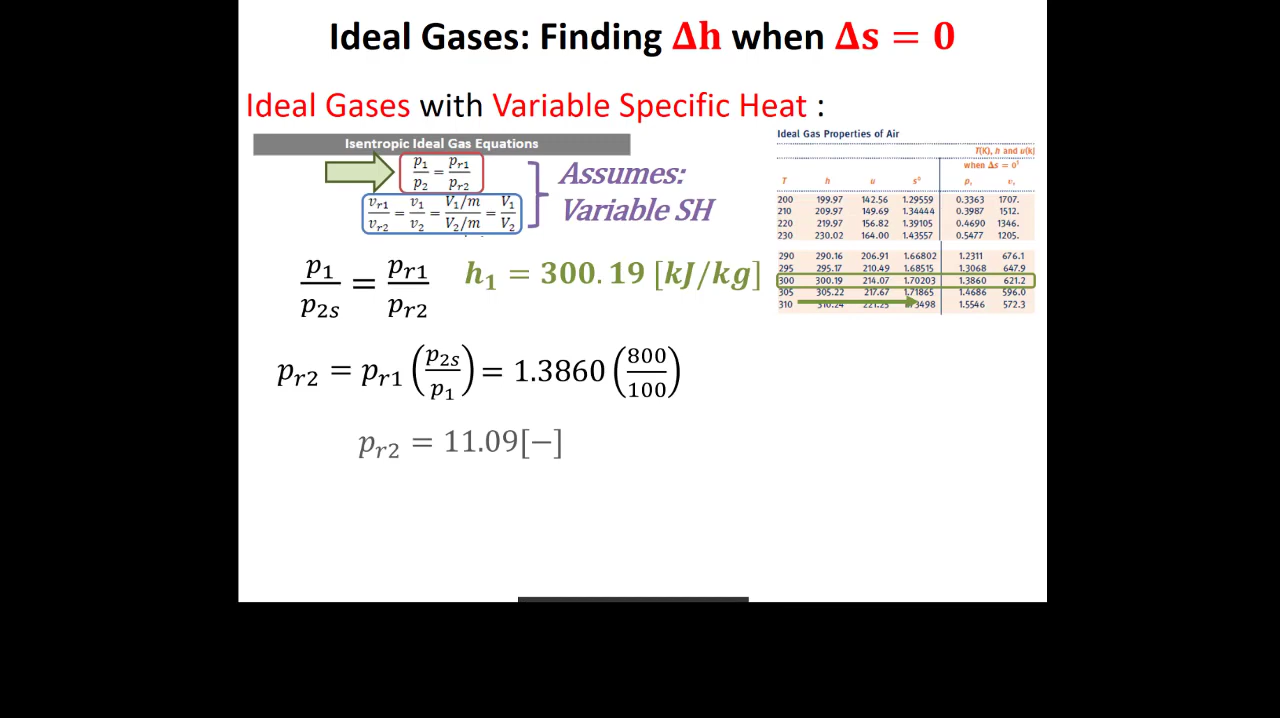 Ideal Gases: Finding Δh when Δs = 0
Ideal Gases with Variable Specific Heat :
Isentropic Ideal Gas Equations
p1/p2 = pr1/pr2
vr1/vr2 = v1/v2 = (V1/m)/(V2/m) = V1/V2
Assumes:
Variable SH
Ideal Gas Properties of Air
T(K), h and u(kJ
when Δs = 0¹
T h u s° pr vr
200 199.97 142.56 1.29559 0.3363 1707.
210 209.97 149.69 1.34444 0.3987 1512.
220 219.97 156.82 1.39105 0.4690 1346.
230 230.02 164.00 1.43557 0.5477 1205.
290 290.16 206.91 1.66802 1.2311 676.1
295 295.17 210.49 1.68515 1.3068 647.9
300 300.19 214.07 1.70203 1.3860 621.2
305 305.22 217.67 1.71865 1.4686 596.0
310 310.24 221.25 1.73498 1.5546 572.3
p1/p2s = pr1/pr2
h1 = 300.19 [kJ/kg]
pr2 = pr1 (p2s/p1) = 1.3860 (800/100)
pr2 = 11.09[−]